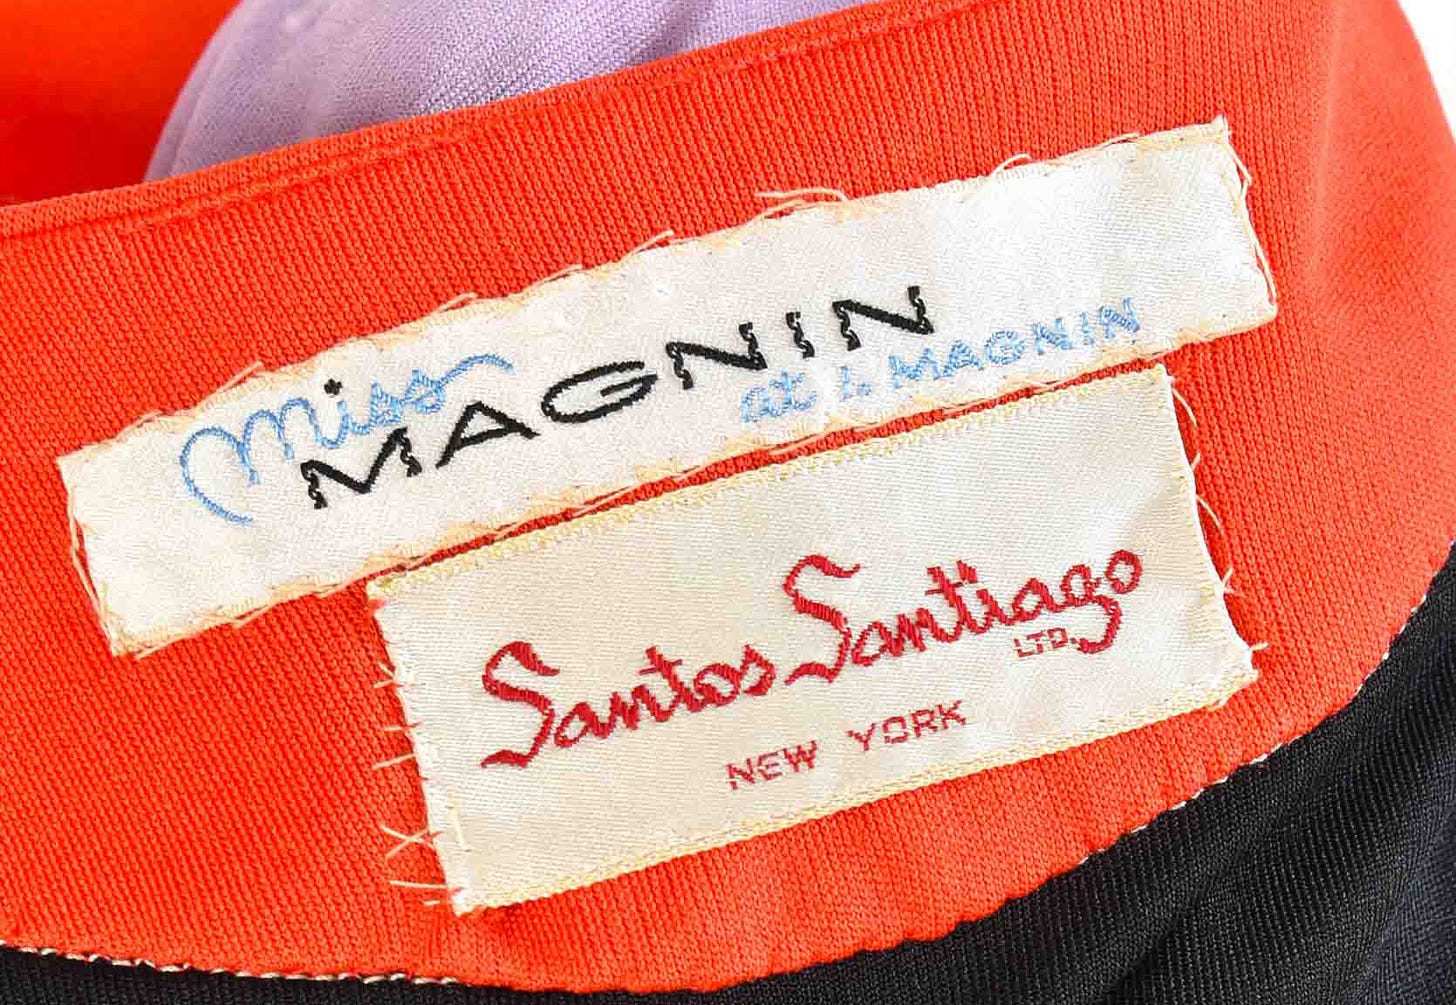 Miss
MAGNIN
at I. MAGNIN
Santos Santiago
LTD.
NEW YORK